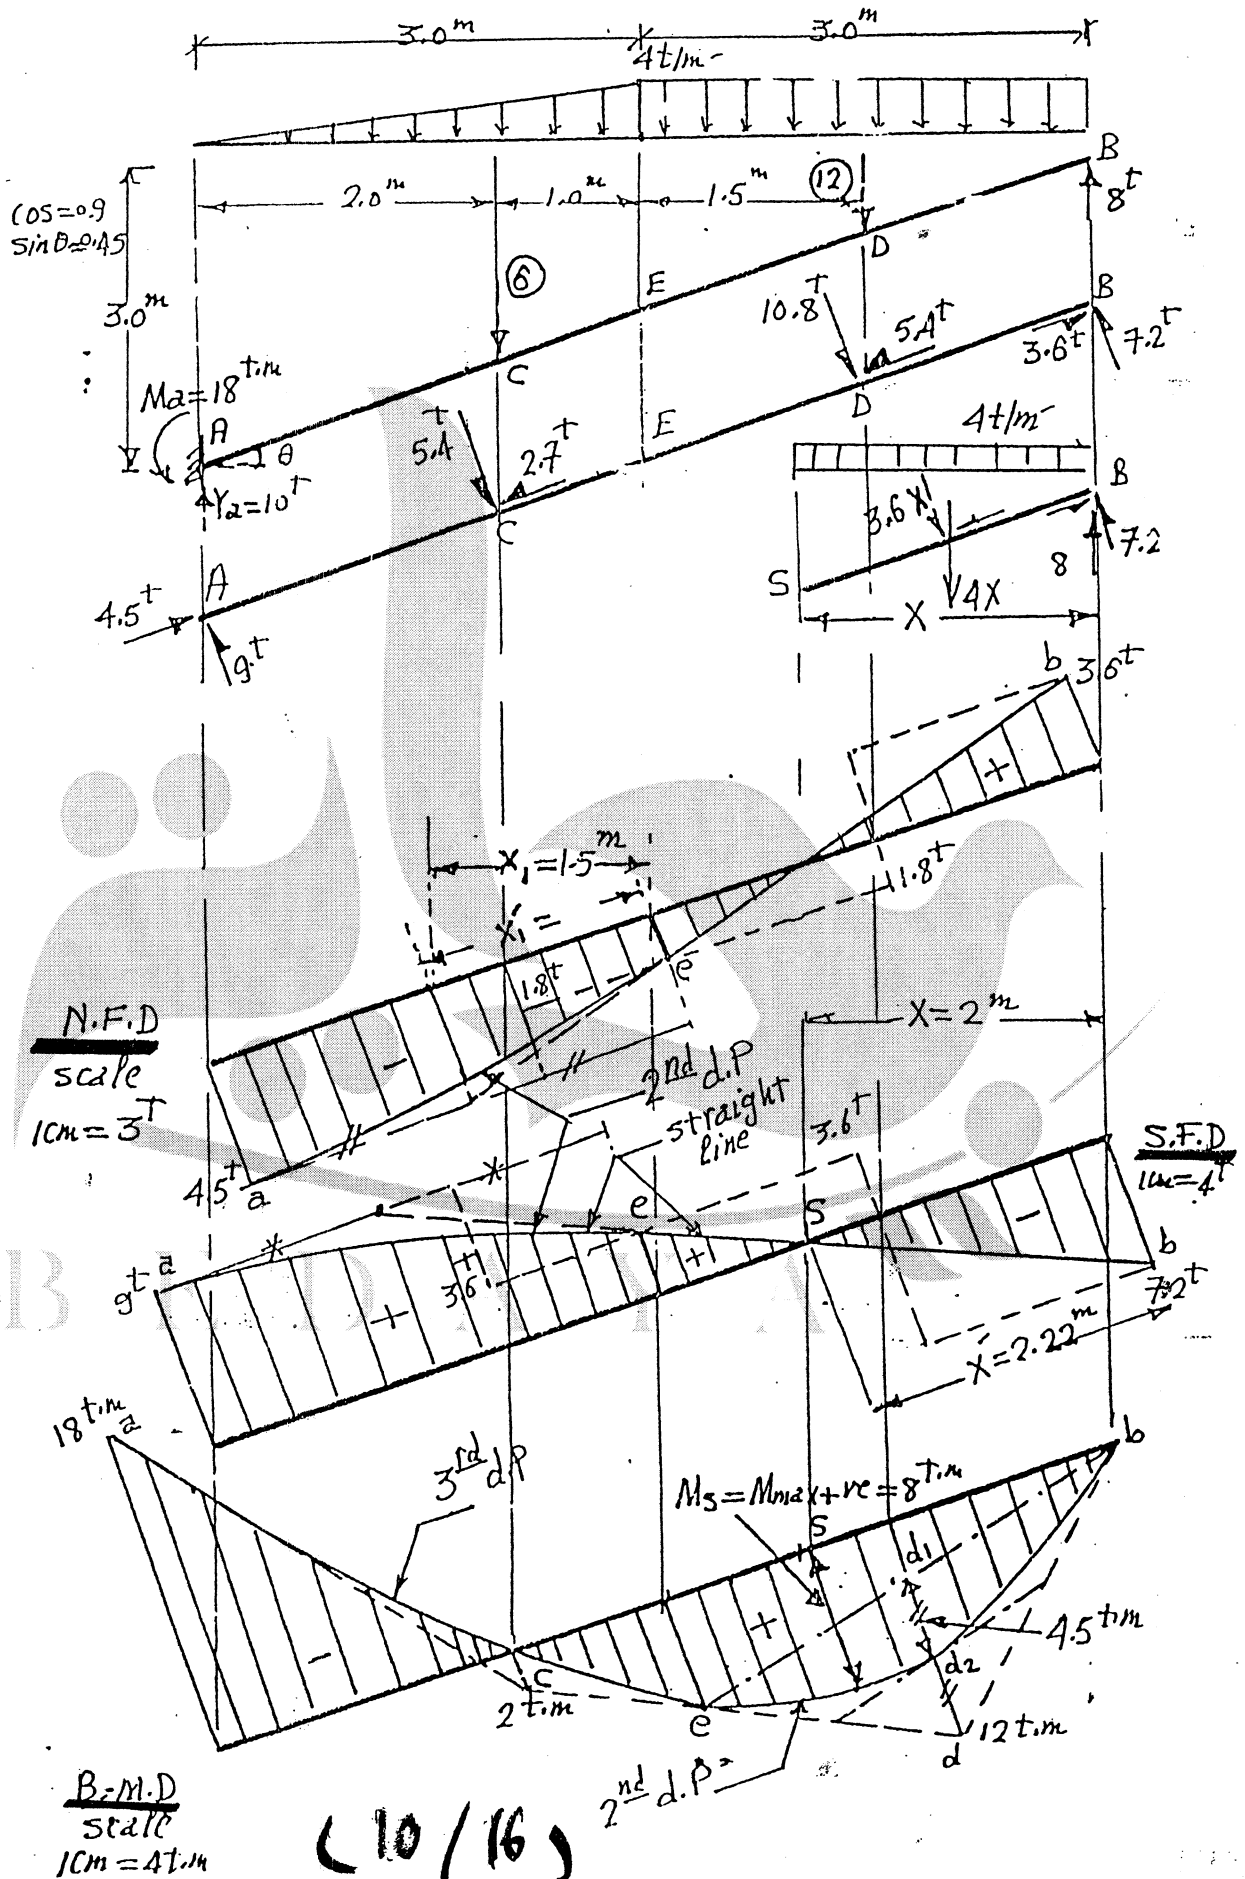 3.0m 3.0m
4t/m-
2.0m 1.0m 1.5m 12 B
cos=0.9 8t
sinθ=0.45 D
6 E
3.0m 10.8t B
5.4t 3.6t 7.2t
Ma=18t.m C D
A θ 5.4t 2.7t E 4t/m-
Ya=10t B
C 3.6X
A S 8 7.2
4.5t 4X
X
9t
b 3.6t
+
X1=1.5m 1.8t
X1'=
e
1.8t -
N.F.D -
scale X=2m
1cm=3T 2nd d.P
straight
line
3.6t S.F.D
1cm=4t
4.5t a
e S -
9t a b
+ 3.6 + 7.2t
+ X'=2.22m
BEDAYA
18t.m a b
3rd d.P Ms=Mmax+ve=8t.m
S
d1
+ 4.5t.m
- C d2
2t.m e 12t.m
d
2nd d.P
B.M.D
scale
1cm=4t.m
(10/16)